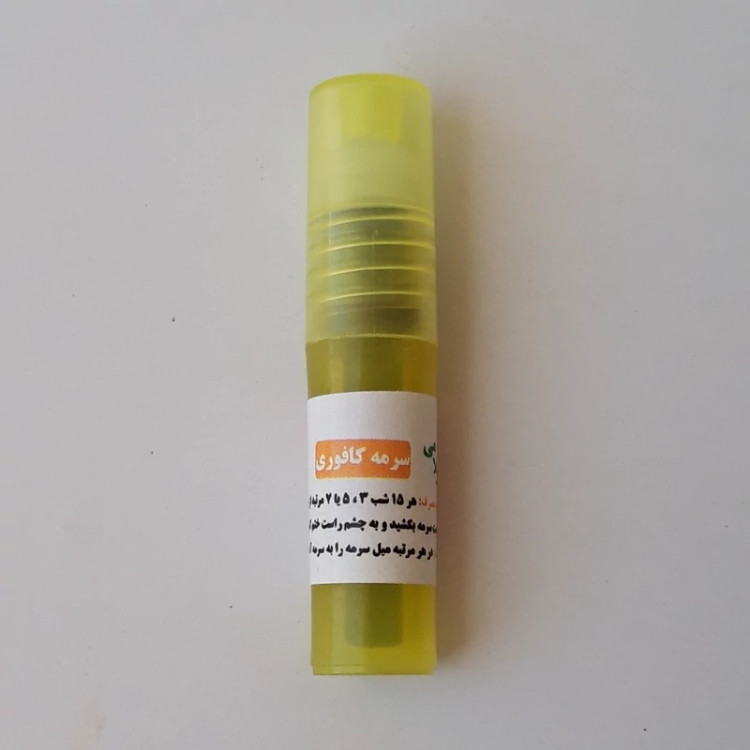 سرمه کافوری
مصرف: هر ۱۵ شب ۳ ، ۵ یا ۷ مرتبه
سرمه بکشید و به چشم راست ختم
در هر مرتبه میل سرمه را به سرمه